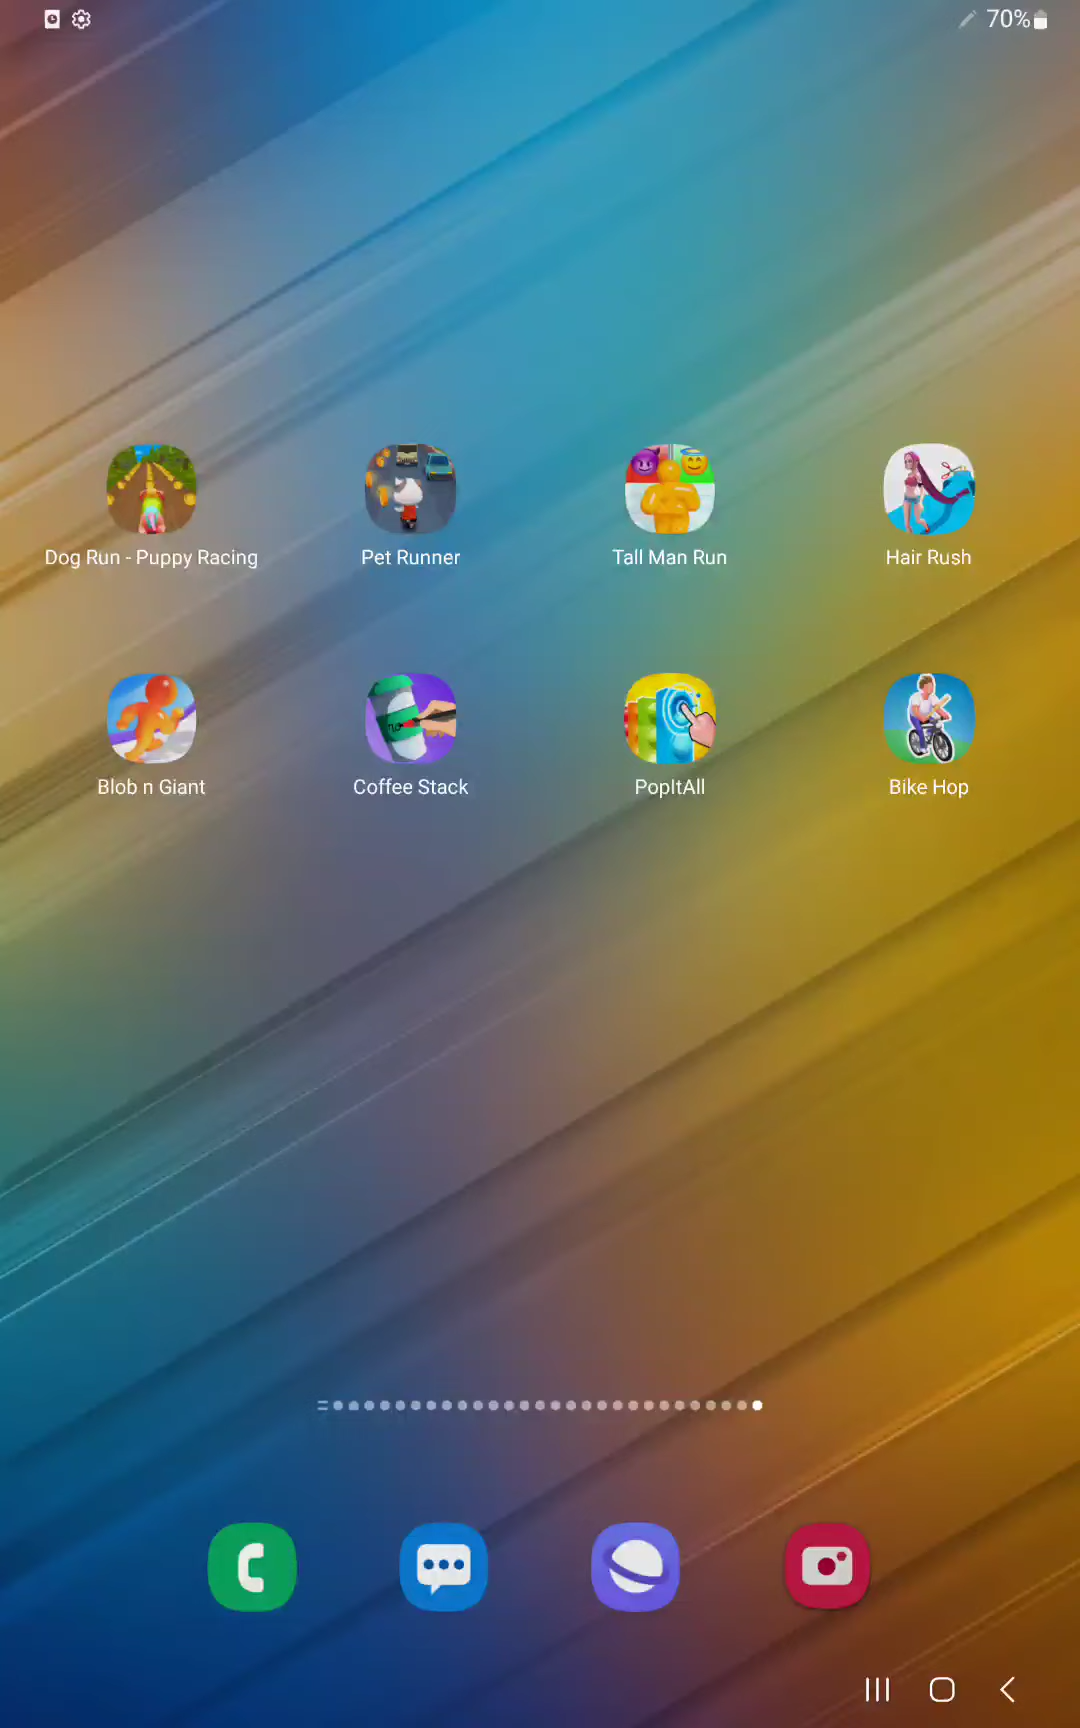 70%
Dog Run - Puppy Racing
Pet Runner
Tall Man Run
Hair Rush
Blob n Giant
Coffee Stack
PopItAll
Bike Hop